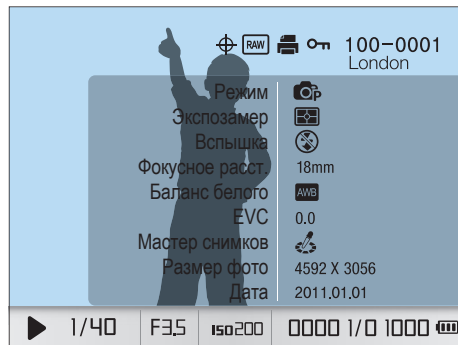 RAW 100-0001
London
Режим P
Экспозамер
Вспышка
Фокусное расст. 18mm
Баланс белого AWB
EVC 0.0
Мастер снимков
Размер фото 4592 X 3056
Дата 2011.01.01
1/40 F3.5 ISO200 0000 1/0 1000